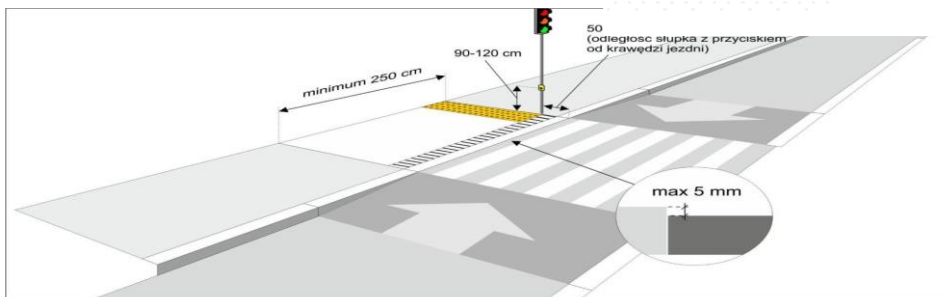 50
(odległość słupka z przyciskiem
od krawędzi jezdni)
90-120 cm
minimum 250 cm
max 5 mm